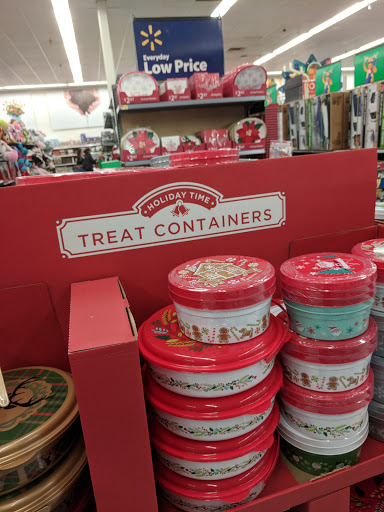 Everyday
Low Price
HOLIDAY TIME
TREAT CONTAINERS